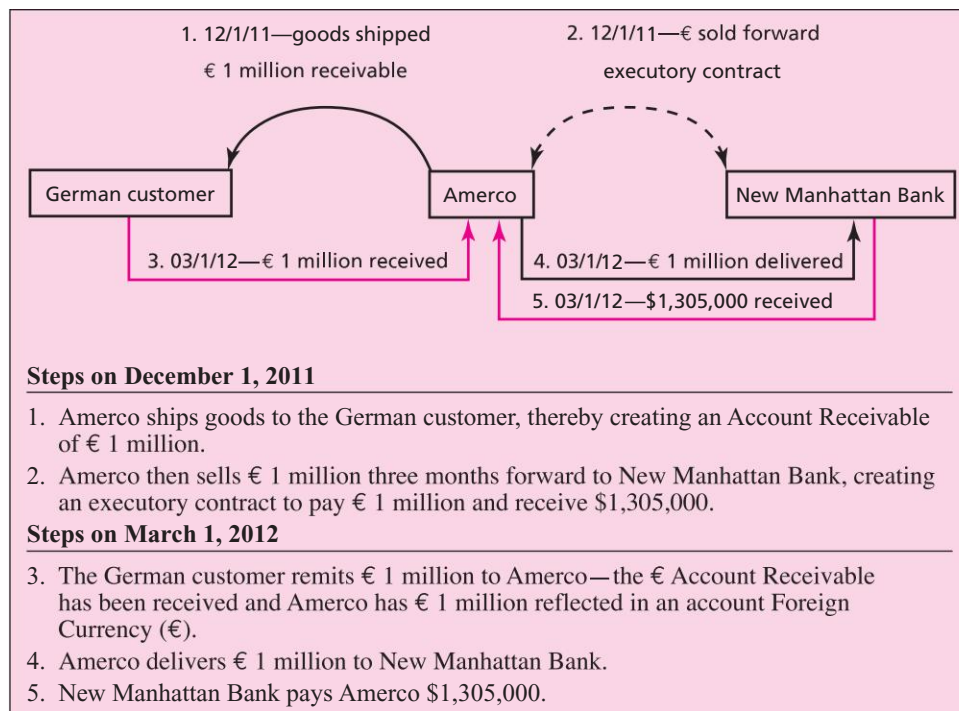 1. 12/1/11—goods shipped
€ 1 million receivable
2. 12/1/11—€ sold forward
executory contract
German customer
Amerco
New Manhattan Bank
3. 03/1/12—€ 1 million received
4. 03/1/12—€ 1 million delivered
5. 03/1/12—$1,305,000 received
Steps on December 1, 2011
1. Amerco ships goods to the German customer, thereby creating an Account Receivable
of € 1 million.
2. Amerco then sells € 1 million three months forward to New Manhattan Bank, creating
an executory contract to pay € 1 million and receive $1,305,000.
Steps on March 1, 2012
3. The German customer remits € 1 million to Amerco—the € Account Receivable
has been received and Amerco has € 1 million reflected in an account Foreign
Currency (€).
4. Amerco delivers € 1 million to New Manhattan Bank.
5. New Manhattan Bank pays Amerco $1,305,000.